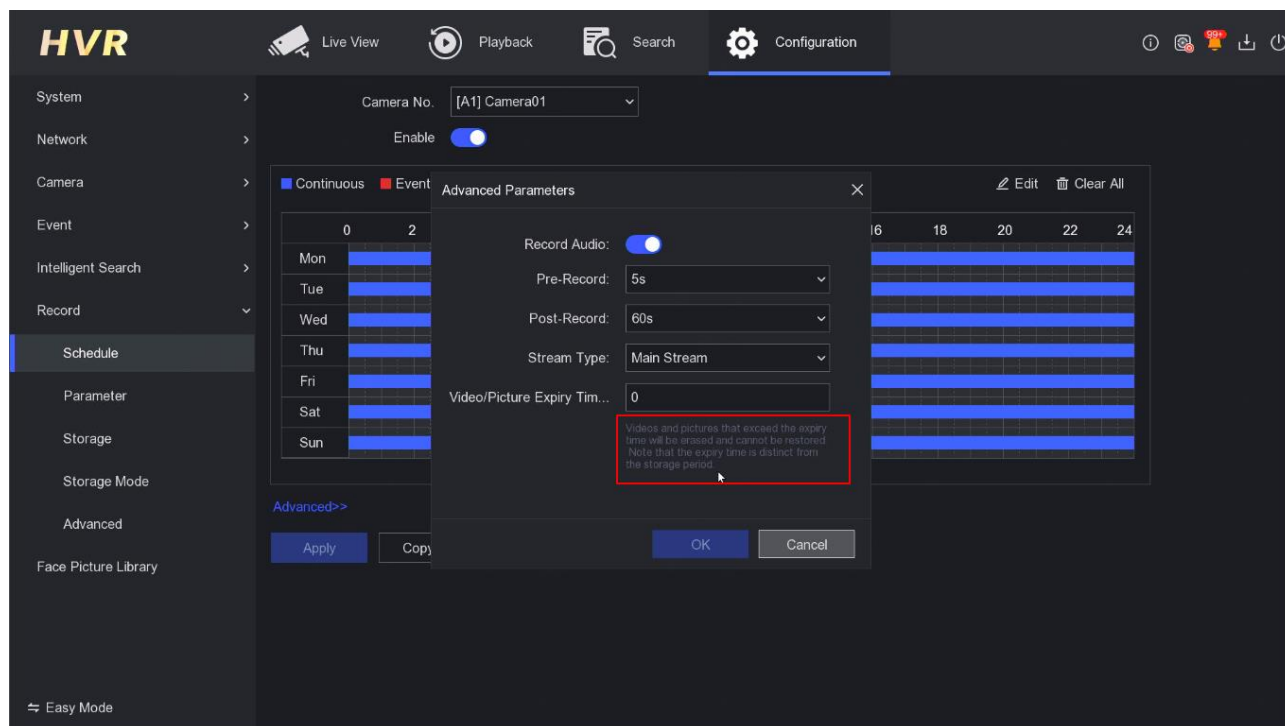 HVR
Live View
Playback
Search
Configuration
99+
System
Network
Camera
Event
Intelligent Search
Record
Schedule
Parameter
Storage
Storage Mode
Advanced
Face Picture Library
Easy Mode
Camera No. [A1] Camera01
Enable
Continuous Event
Edit Clear All
0 2 16 18 20 22 24
Mon
Tue
Wed
Thu
Fri
Sat
Sun
Advanced>>
Apply Copy
Advanced Parameters
Record Audio:
Pre-Record: 5s
Post-Record: 60s
Stream Type: Main Stream
Video/Picture Expiry Tim... 0
Videos and pictures that exceed the expiry
time will be erased and cannot be restored
Note that the expiry time is distinct from
the storage period.
OK Cancel